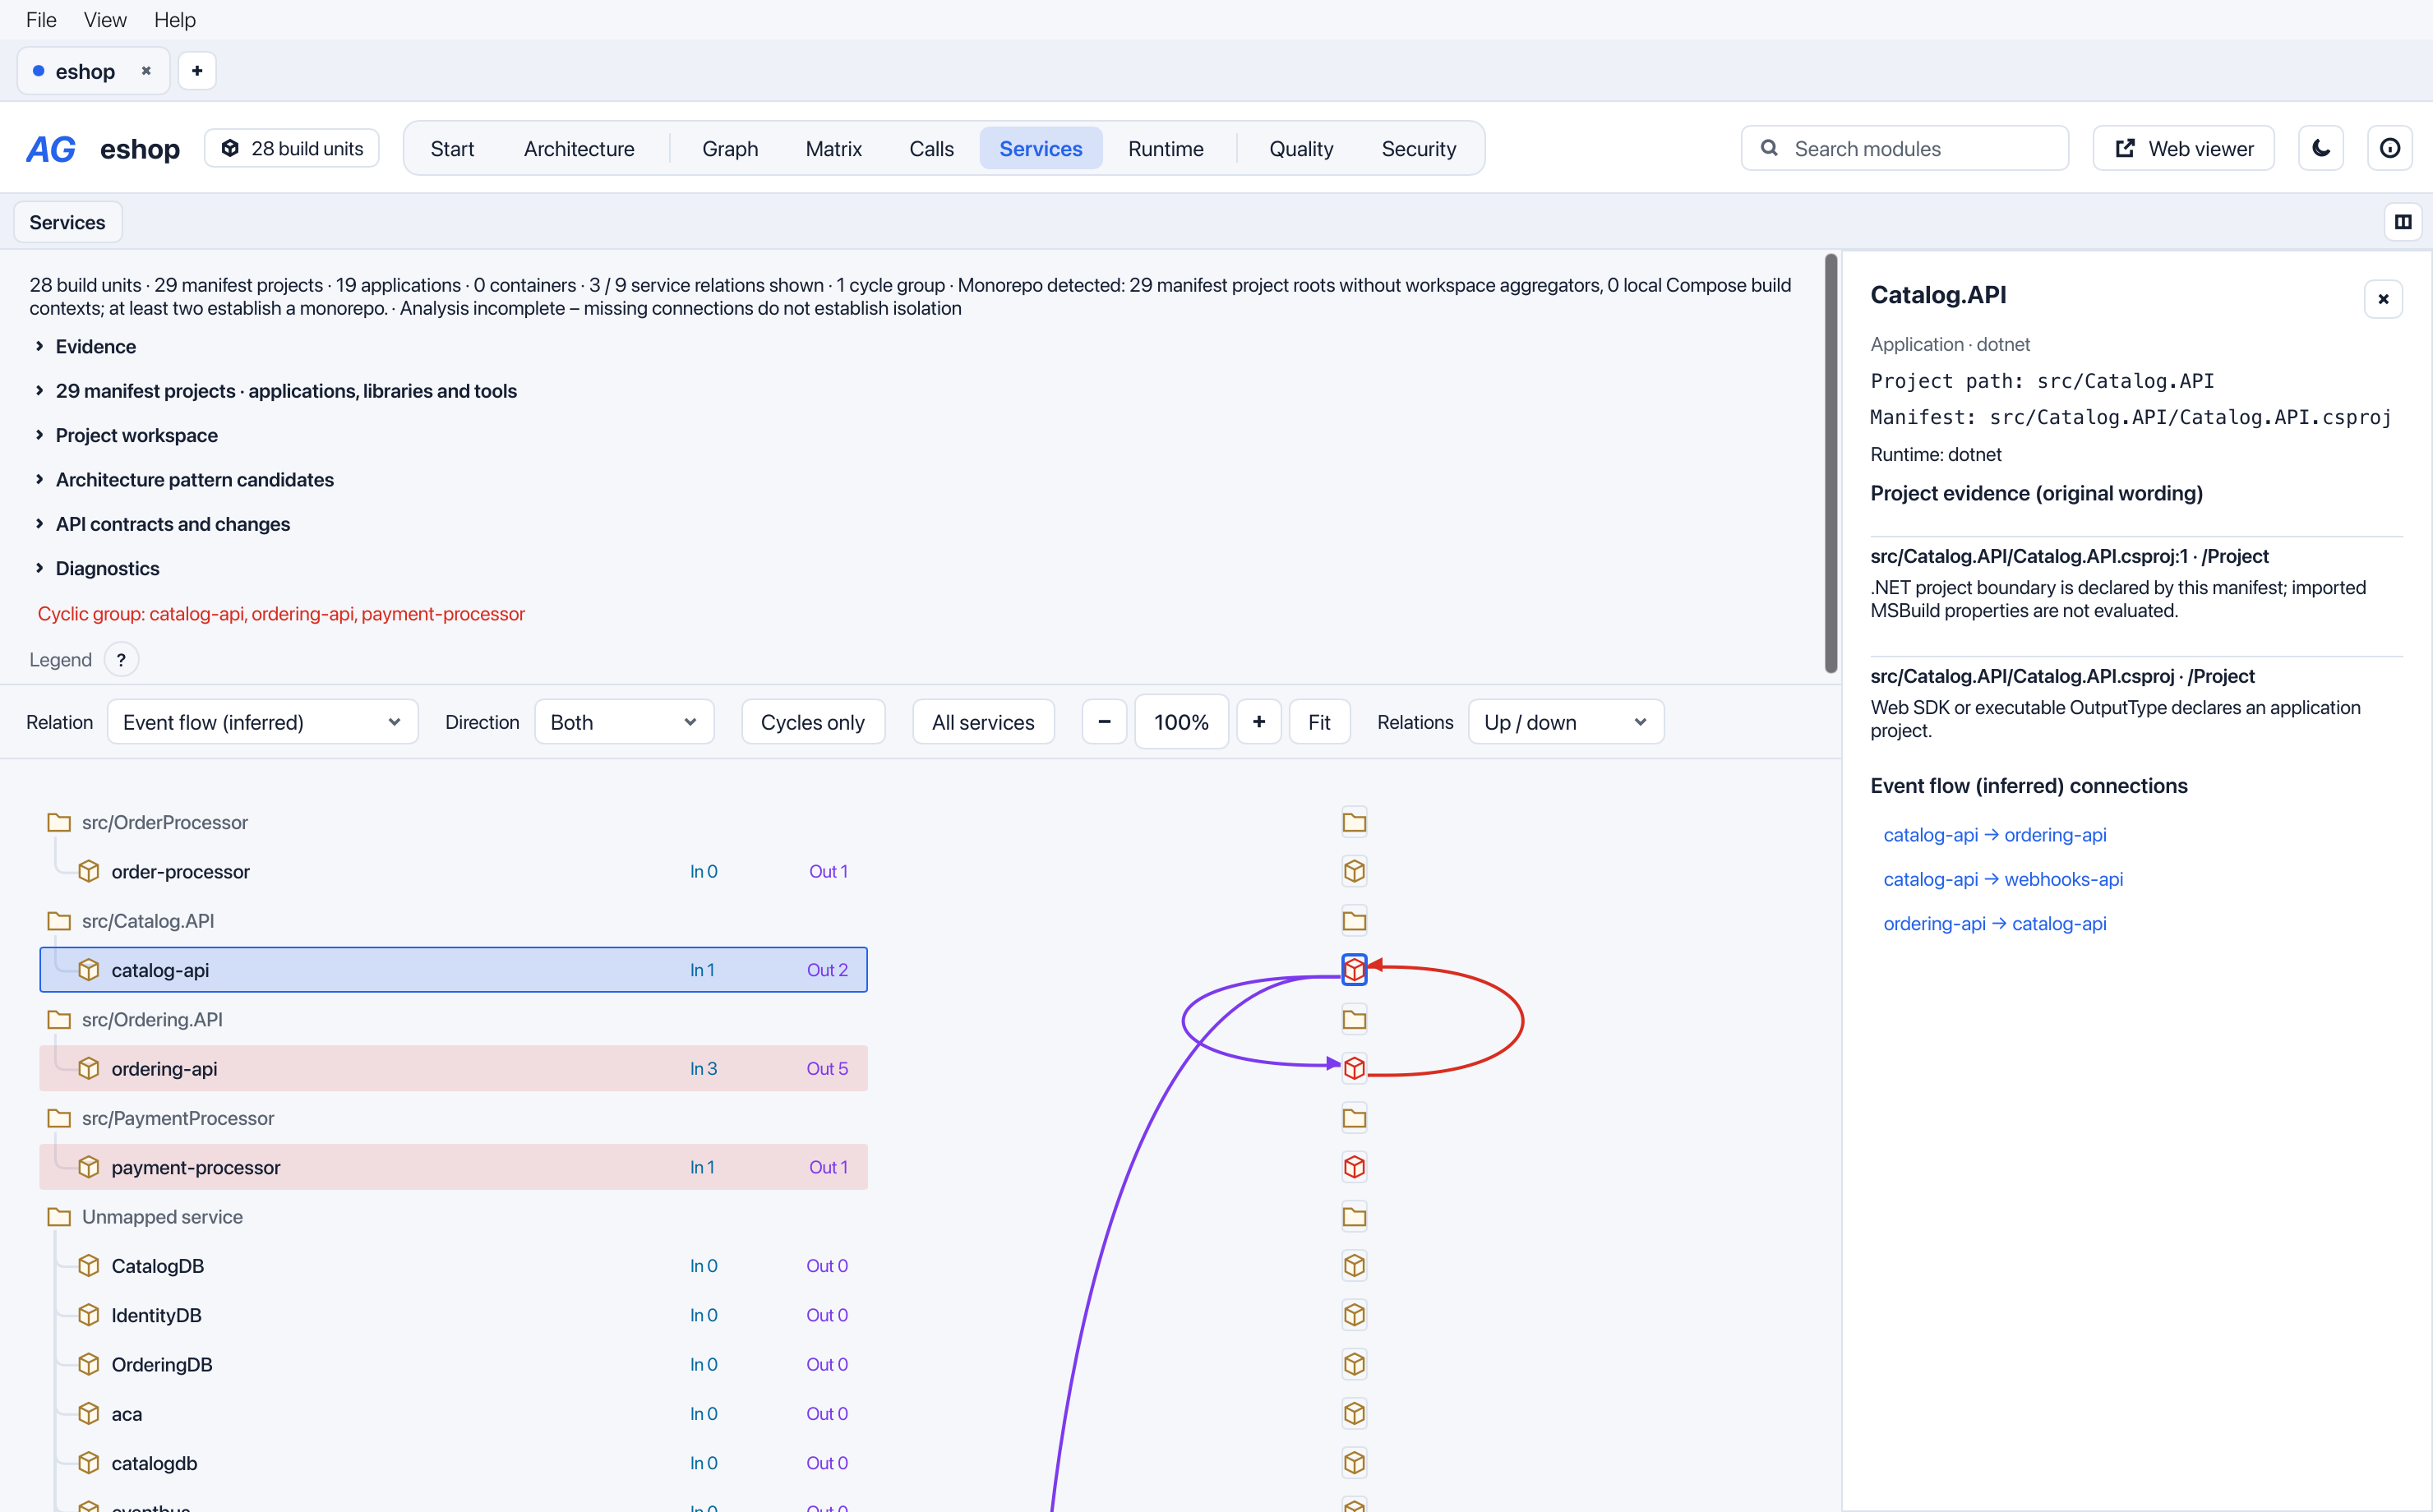 File View Help
eshop
AG eshop 28 build units Start Architecture Graph Matrix Calls Services Runtime Quality Security Search modules Web viewer
Services
28 build units · 29 manifest projects · 19 applications · 0 containers · 3 / 9 service relations shown · 1 cycle group · Monorepo detected: 29 manifest project roots without workspace aggregators, 0 local Compose build
contexts; at least two establish a monorepo. · Analysis incomplete – missing connections do not establish isolation
Evidence
29 manifest projects · applications, libraries and tools
Project workspace
Architecture pattern candidates
API contracts and changes
Diagnostics
Cyclic group: catalog-api, ordering-api, payment-processor
Legend ?
Relation Event flow (inferred) Direction Both Cycles only All services − 100% + Fit Relations Up / down
src/OrderProcessor
order-processor In 0 Out 1
src/Catalog.API
catalog-api In 1 Out 2
src/Ordering.API
ordering-api In 3 Out 5
src/PaymentProcessor
payment-processor In 1 Out 1
Unmapped service
CatalogDB In 0 Out 0
IdentityDB In 0 Out 0
OrderingDB In 0 Out 0
aca In 0 Out 0
catalogdb In 0 Out 0
In 0 Out 0
Catalog.API
Application · dotnet
Project path: src/Catalog.API
Manifest: src/Catalog.API/Catalog.API.csproj
Runtime: dotnet
Project evidence (original wording)
src/Catalog.API/Catalog.API.csproj:1 · /Project
.NET project boundary is declared by this manifest; imported
MSBuild properties are not evaluated.
src/Catalog.API/Catalog.API.csproj · /Project
Web SDK or executable OutputType declares an application
project.
Event flow (inferred) connections
catalog-api → ordering-api
catalog-api → webhooks-api
ordering-api → catalog-api